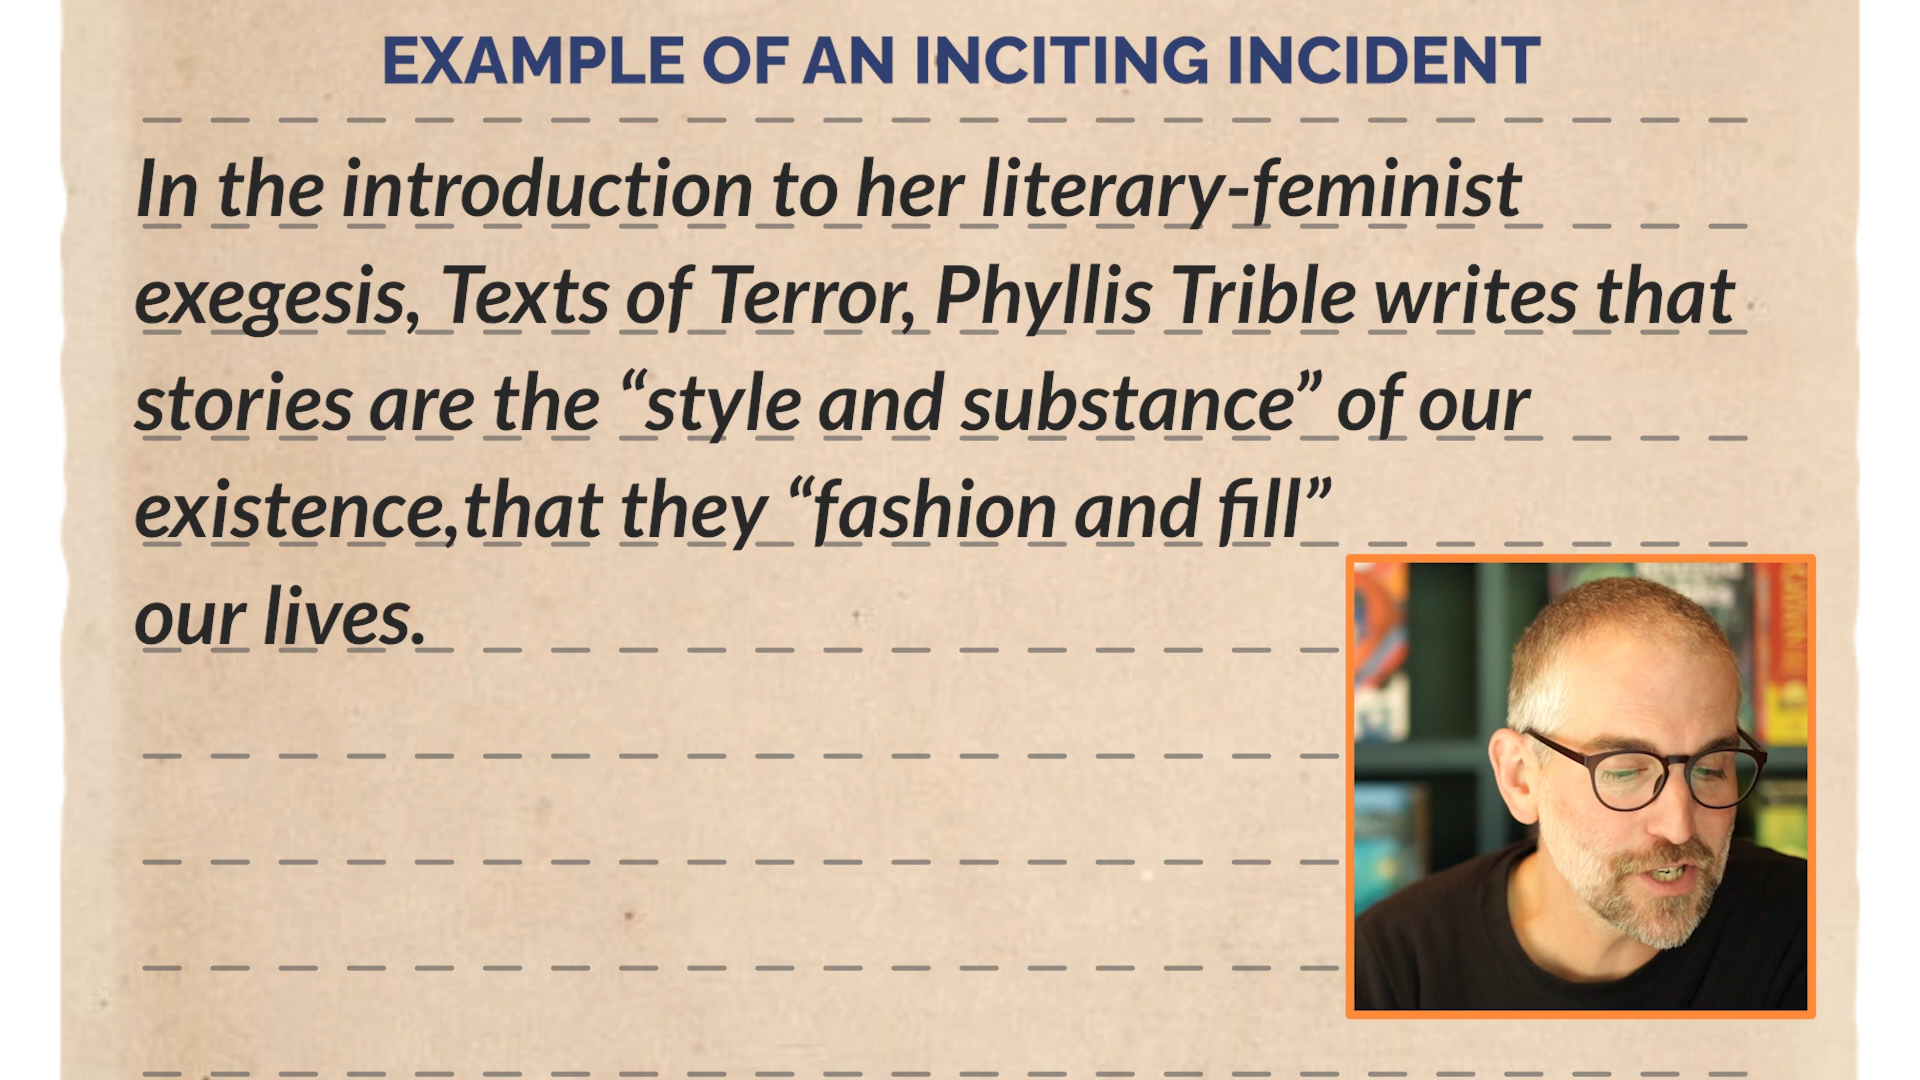 EXAMPLE OF AN INCITING INCIDENT
In the introduction to her literary-feminist
exegesis, Texts of Terror, Phyllis Trible writes that
stories are the “style and substance” of our
existence,that they “fashion and fill”
our lives.